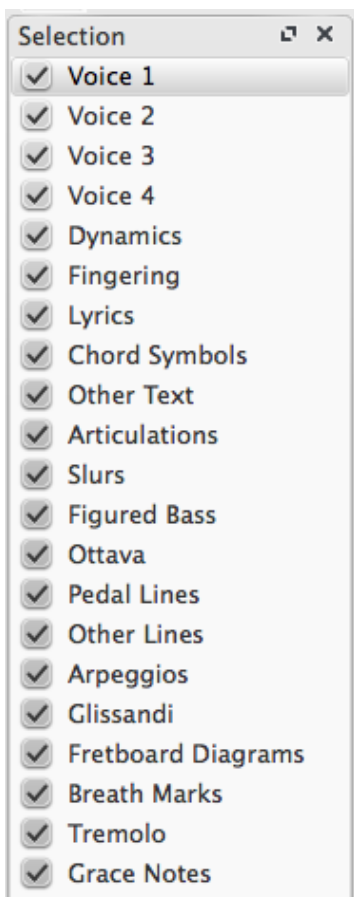 Selection
Voice 1
Voice 2
Voice 3
Voice 4
Dynamics
Fingering
Lyrics
Chord Symbols
Other Text
Articulations
Slurs
Figured Bass
Ottava
Pedal Lines
Other Lines
Arpeggios
Glissandi
Fretboard Diagrams
Breath Marks
Tremolo
Grace Notes